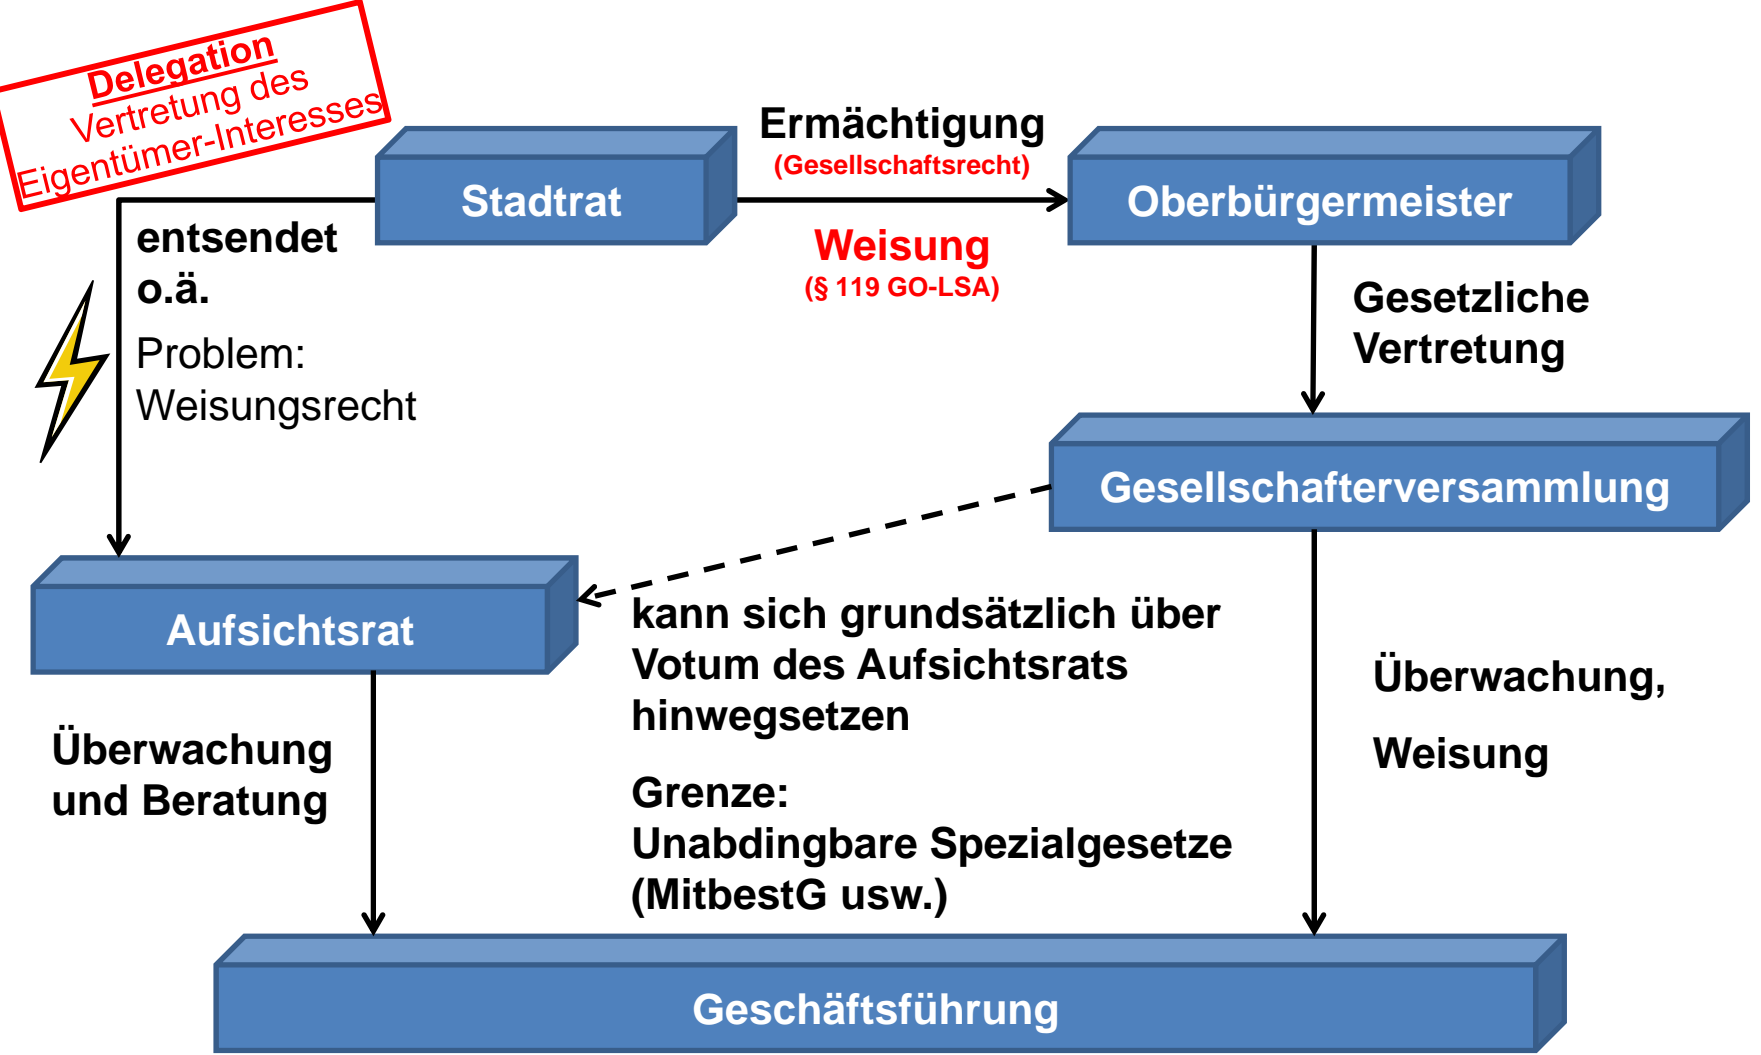 Delegation
Vertretung des
Eigentümer-Interesses
Stadtrat
Ermächtigung
(Gesellschaftsrecht)
Weisung
(§ 119 GO-LSA)
Oberbürgermeister
entsendet
o.ä.
Problem:
Weisungsrecht
Gesetzliche
Vertretung
Gesellschafterversammlung
Aufsichtsrat
kann sich grundsätzlich über
Votum des Aufsichtsrats
hinwegsetzen
Grenze:
Unabdingbare Spezialgesetze
(MitbestG usw.)
Überwachung
und Beratung
Überwachung,
Weisung
Geschäftsführung